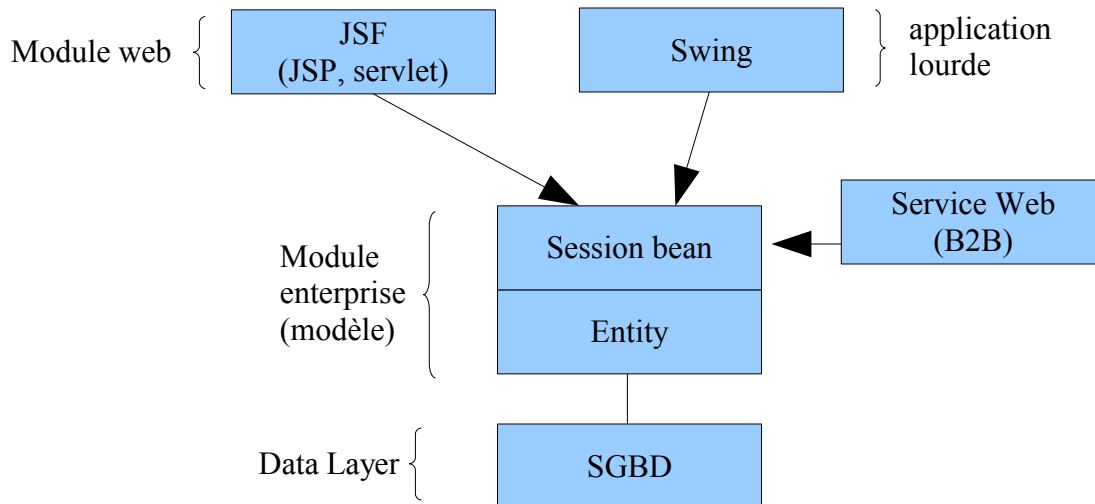 Module web
JSF
(JSP, servlet)
Swing
application
lourde
Service Web
(B2B)
Module
enterprise
(modèle)
Session bean
Entity
Data Layer
SGBD